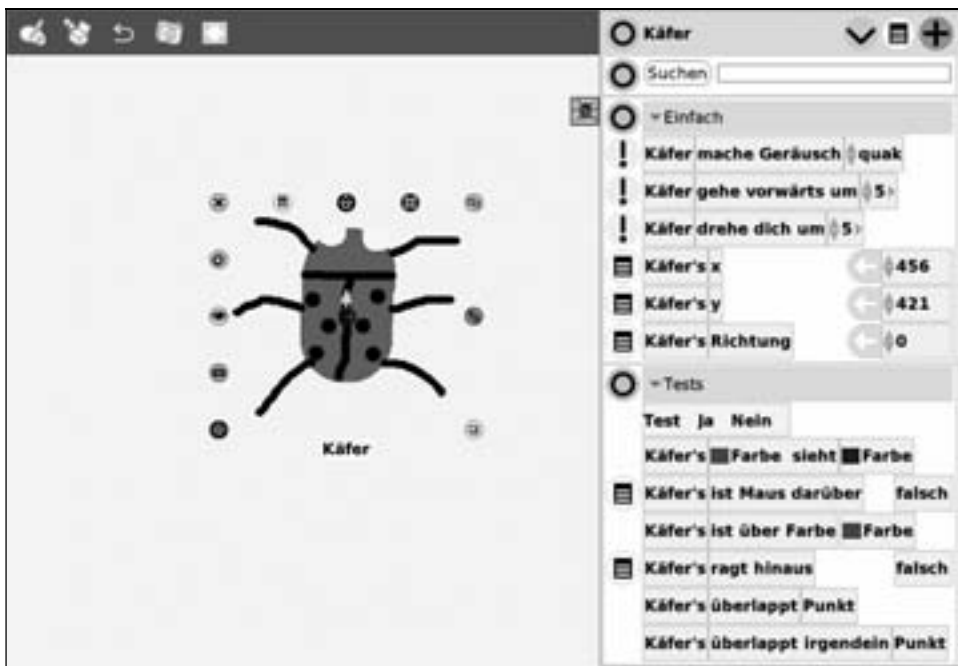 Käfer
Suchen
Einfach
Käfer mache Geräusch quak
Käfer gehe vorwärts um 5
Käfer drehe dich um 5
Käfer's x 456
Käfer's y 421
Käfer's Richtung 0
Tests
Test Ja Nein
Käfer's Farbe sieht Farbe
Käfer's ist Maus darüber falsch
Käfer's ist über Farbe Farbe
Käfer's ragt hinaus falsch
Käfer's überlappt Punkt
Käfer's überlappt irgendein Punkt
Käfer